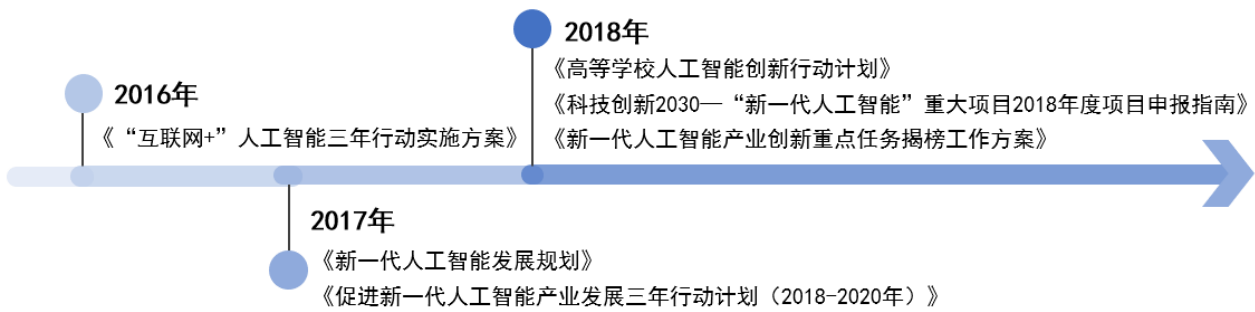 2016年
《“互联网+”人工智能三年行动实施方案》
2017年
《新一代人工智能发展规划》
《促进新一代人工智能产业发展三年行动计划（2018-2020年）》
2018年
《高等学校人工智能创新行动计划》
《科技创新2030—“新一代人工智能”重大项目2018年度项目申报指南》
《新一代人工智能产业创新重点任务揭榜工作方案》